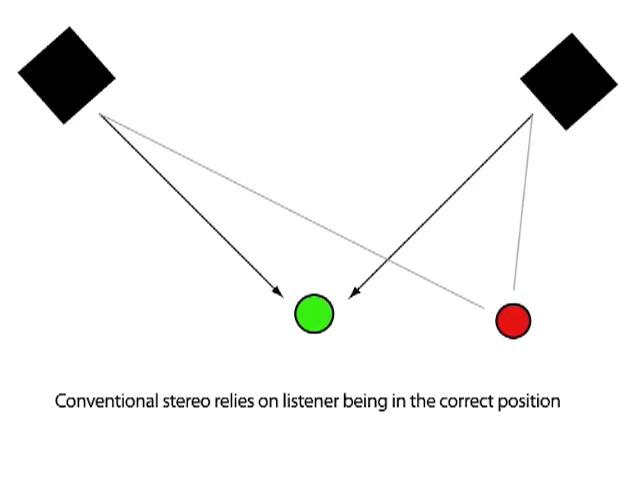 Conventional stereo relies on listener being in the correct position